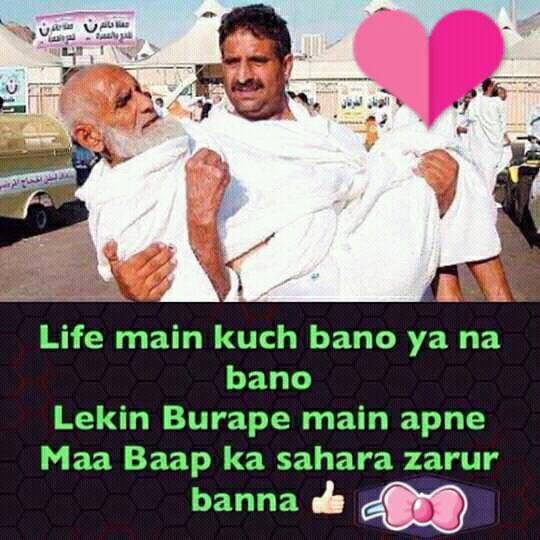 Life main kuch bano ya na
bano
Lekin Burape main apne
Maa Baap ka sahara zarur
banna 👍🏻